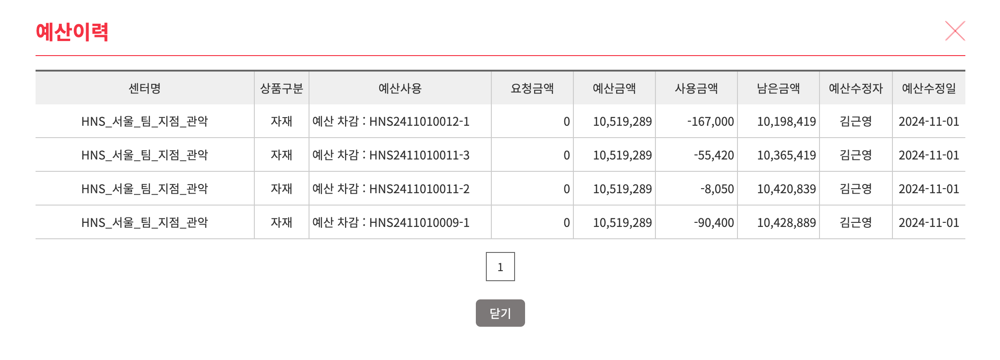 예산이력
센터명 상품구분 예산사용 요청금액 예산금액 사용금액 남은금액 예산수정자 예산수정일
HNS_서울_팀_지점_관악 자재 예산 차감 : HNS2411010012-1 0 10,519,289 -167,000 10,198,419 김근영 2024-11-01
HNS_서울_팀_지점_관악 자재 예산 차감 : HNS2411010011-3 0 10,519,289 -55,420 10,365,419 김근영 2024-11-01
HNS_서울_팀_지점_관악 자재 예산 차감 : HNS2411010011-2 0 10,519,289 -8,050 10,420,839 김근영 2024-11-01
HNS_서울_팀_지점_관악 자재 예산 차감 : HNS2411010009-1 0 10,519,289 -90,400 10,428,889 김근영 2024-11-01
1
닫기